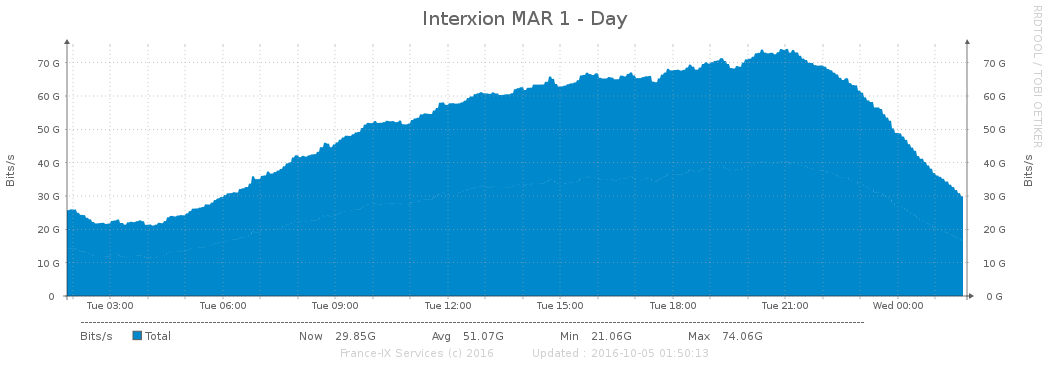 Interxion MAR 1 - Day
RRDTOOL / TOBI OETIKER
Bits/s
Bits/s
70 G 70 G
60 G 60 G
50 G 50 G
40 G 40 G
30 G 30 G
20 G 20 G
10 G 10 G
0 0 G
Tue 03:00 Tue 06:00 Tue 09:00 Tue 12:00 Tue 15:00 Tue 18:00 Tue 21:00 Wed 00:00
Bits/s Total Now 29.85G Avg 51.07G Min 21.06G Max 74.06G
France-IX Services (c) 2016 Updated : 2016-10-05 01:50:13